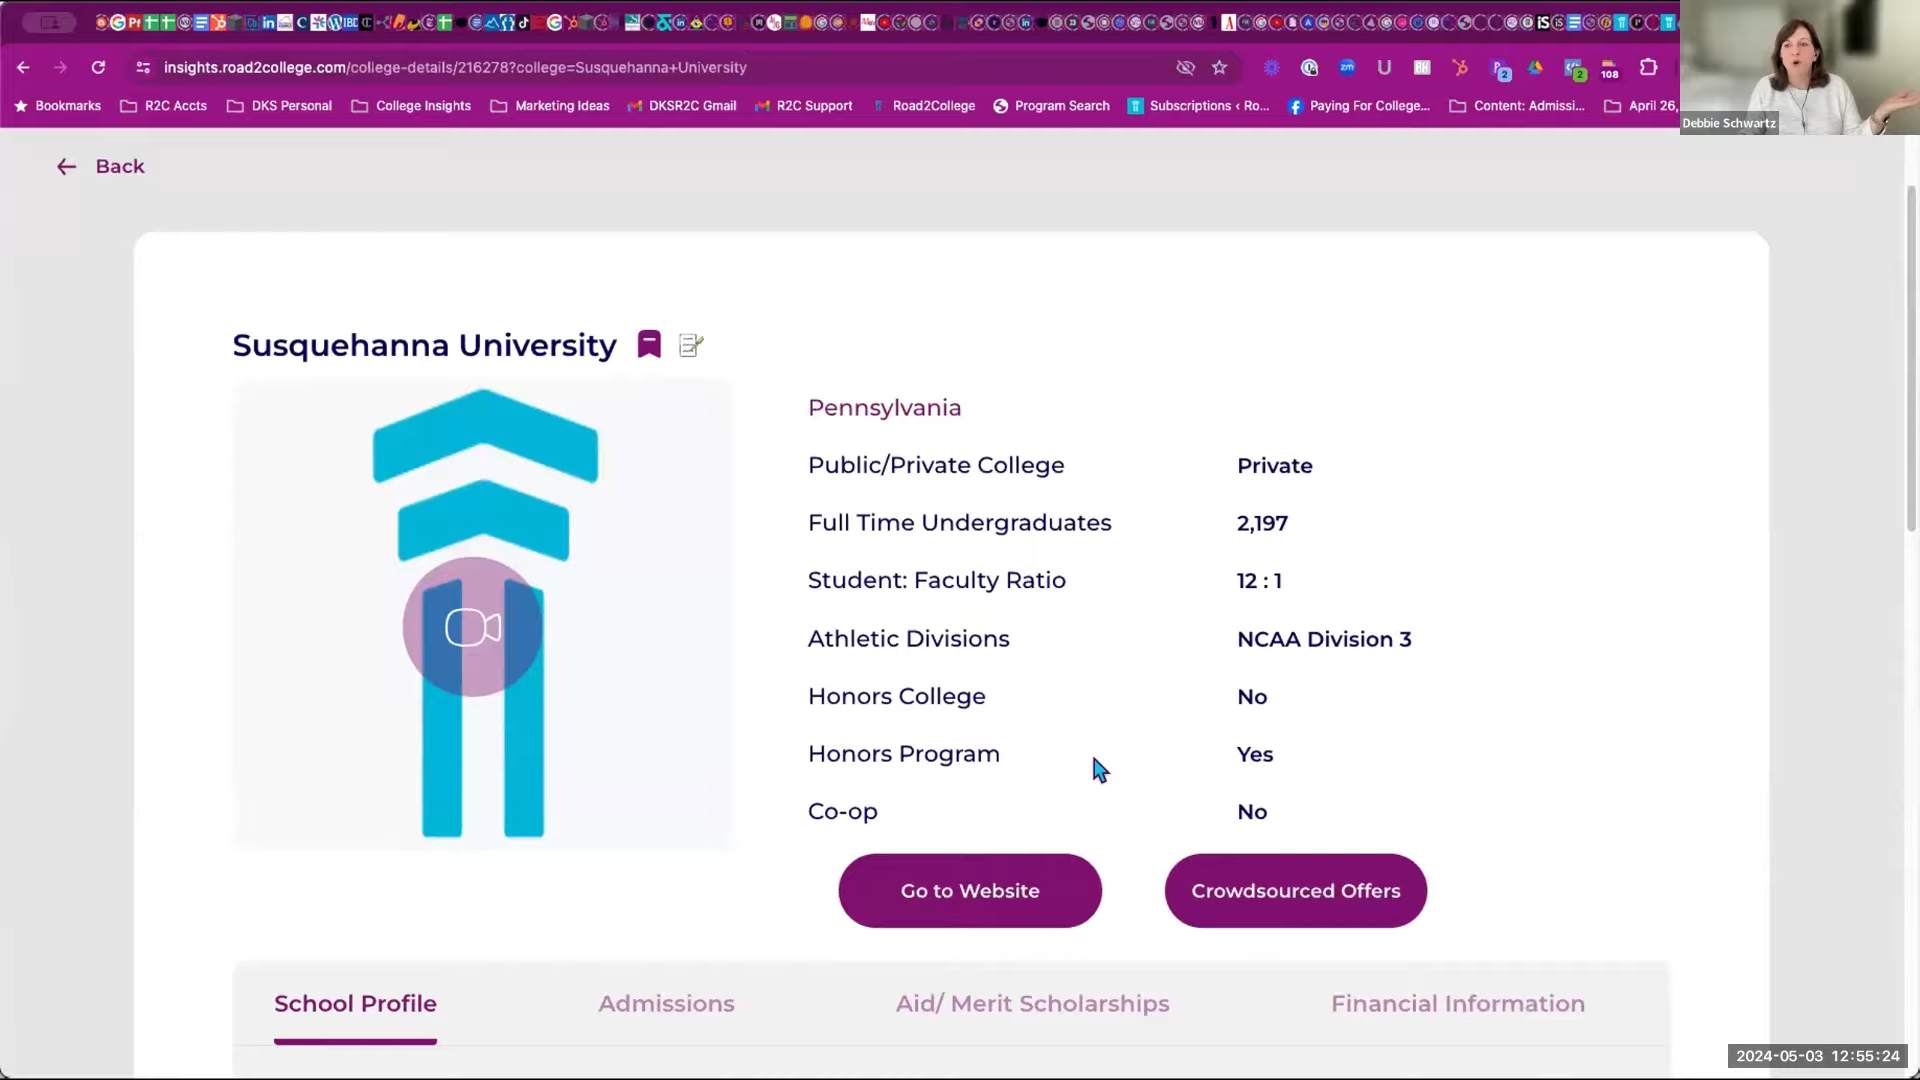 insights.road2college.com/college-details/216278?college=Susquehanna+University
2
2
108
Bookmarks
R2C Accts
DKS Personal
College Insights
Marketing Ideas
DKSR2C Gmail
R2C Support
Road2College
Program Search
Subscriptions ‹ Ro...
Paying For College...
Content: Admissi...
April 26,
Debbie Schwartz
Back
Susquehanna University
Pennsylvania
Public/Private College Private
Full Time Undergraduates 2,197
Student: Faculty Ratio 12 : 1
Athletic Divisions NCAA Division 3
Honors College No
Honors Program Yes
Co-op No
Go to Website Crowdsourced Offers
School Profile Admissions Aid/ Merit Scholarships Financial Information
2024-05-03 12:55:24